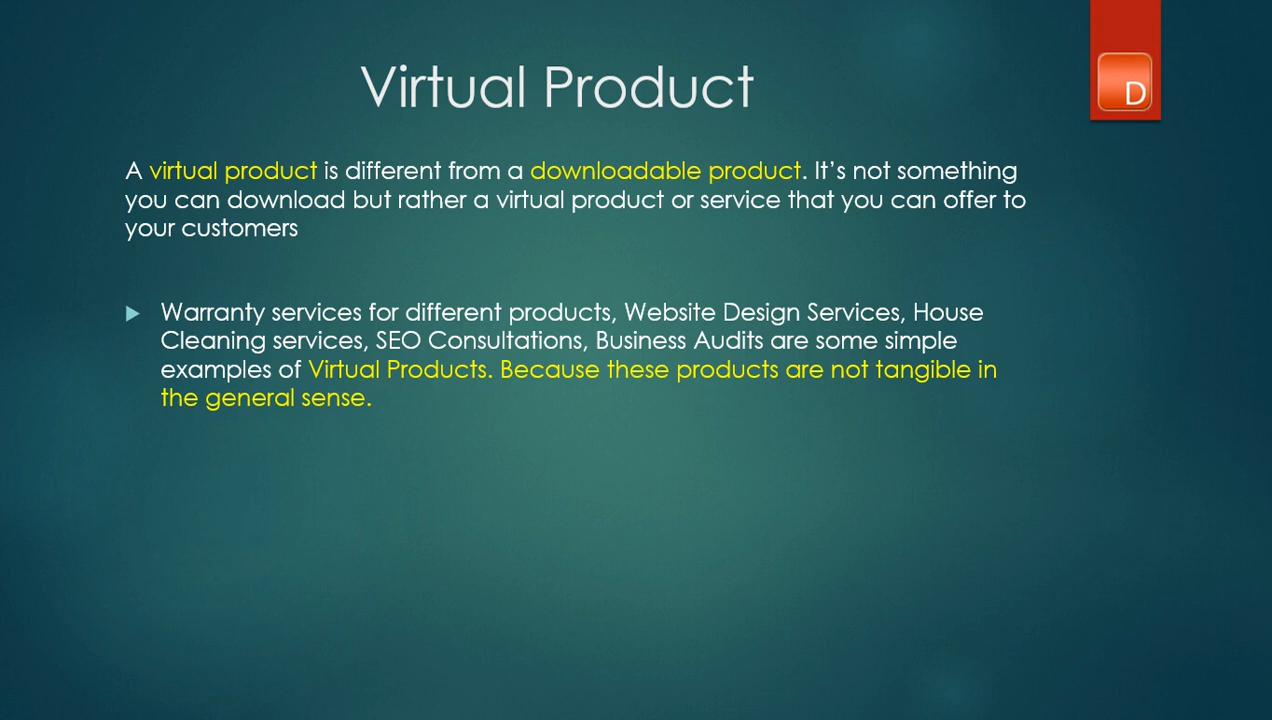 Virtual Product
D
A virtual product is different from a downloadable product. It’s not something
you can download but rather a virtual product or service that you can offer to
your customers
Warranty services for different products, Website Design Services, House
Cleaning services, SEO Consultations, Business Audits are some simple
examples of Virtual Products. Because these products are not tangible in
the general sense.